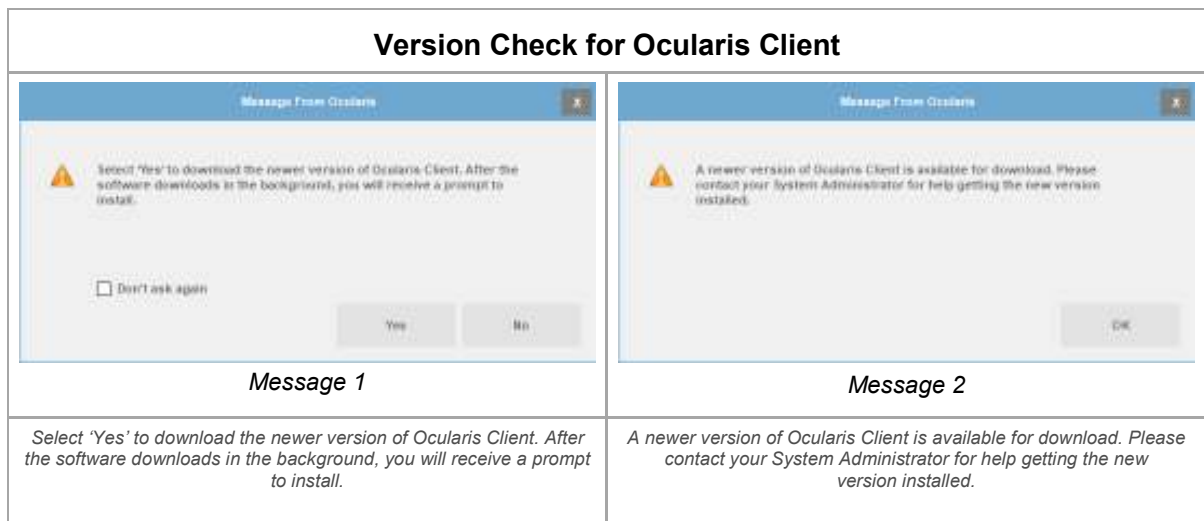 Version Check for Ocularis Client
Message From Ocularis
X
Select 'Yes' to download the newer version of Ocularis Client. After the
software downloads in the background, you will receive a prompt to
install.
Don't ask again
Yes
No
Message 1
Message From Ocularis
X
A newer version of Ocularis Client is available for download. Please
contact your System Administrator for help getting the new version
installed.
OK
Message 2
Select ‘Yes’ to download the newer version of Ocularis Client. After
the software downloads in the background, you will receive a prompt
to install.
A newer version of Ocularis Client is available for download. Please
contact your System Administrator for help getting the new
version installed.